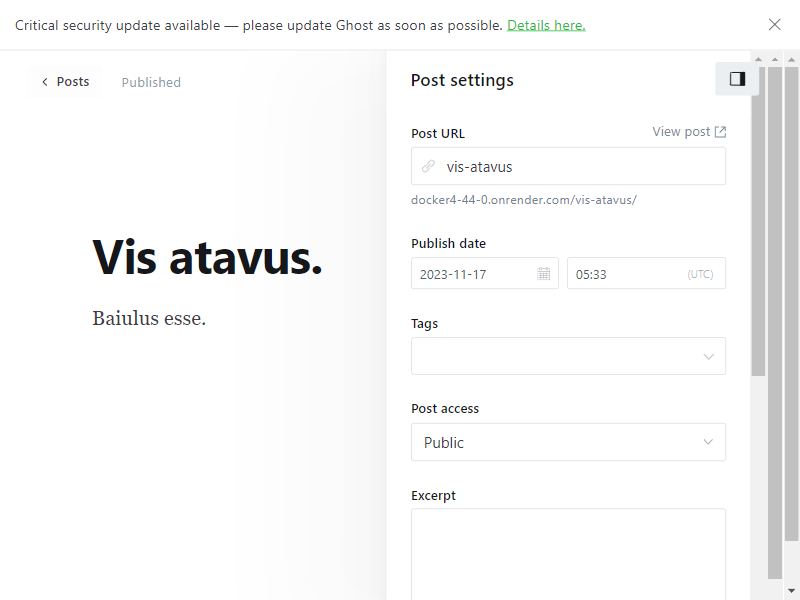 Critical security update available — please update Ghost as soon as possible. Details here.
Posts
Published
Post settings
Post URL
View post
vis-atavus
docker4-44-0.onrender.com/vis-atavus/
Publish date
2023-11-17
05:33
(UTC)
Tags
Post access
Public
Excerpt
Vis atavus.
Baiulus esse.